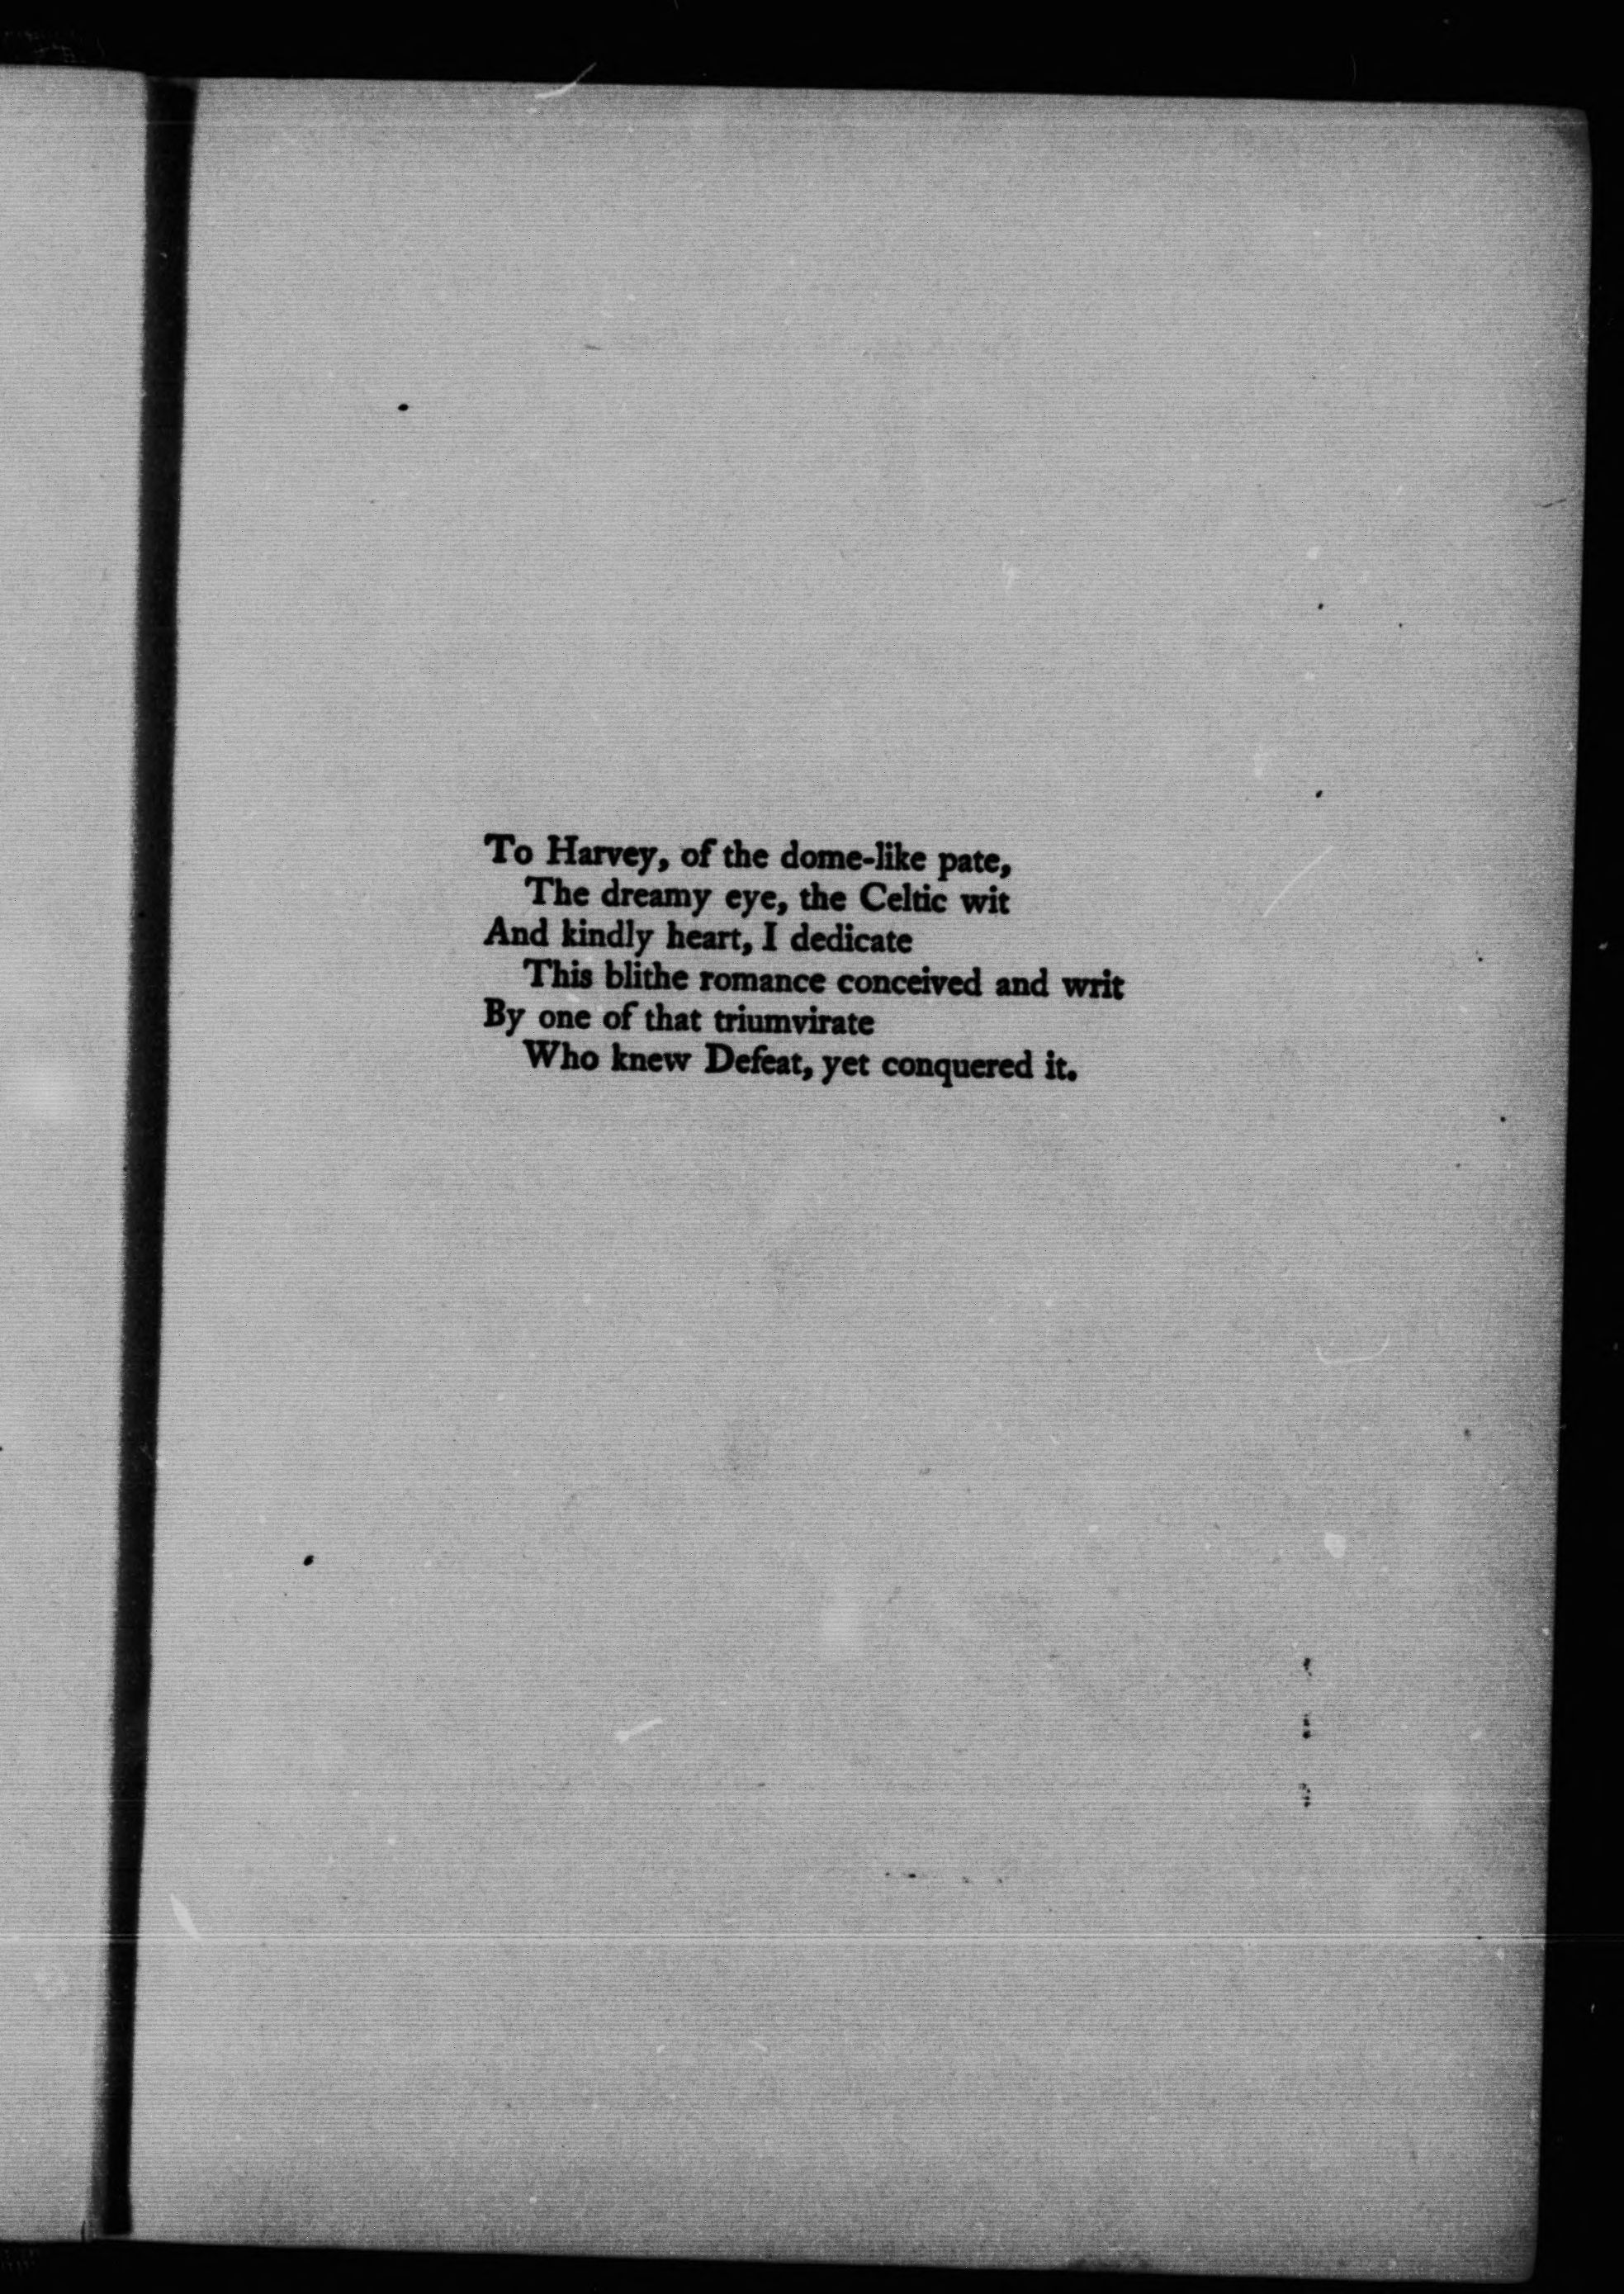 To Harvey, of the dome-like pate,
The dreamy eye, the Celtic wit
And kindly heart, I dedicate
This blithe romance conceived and writ
By one of that triumvirate
Who knew Defeat, yet conquered it.